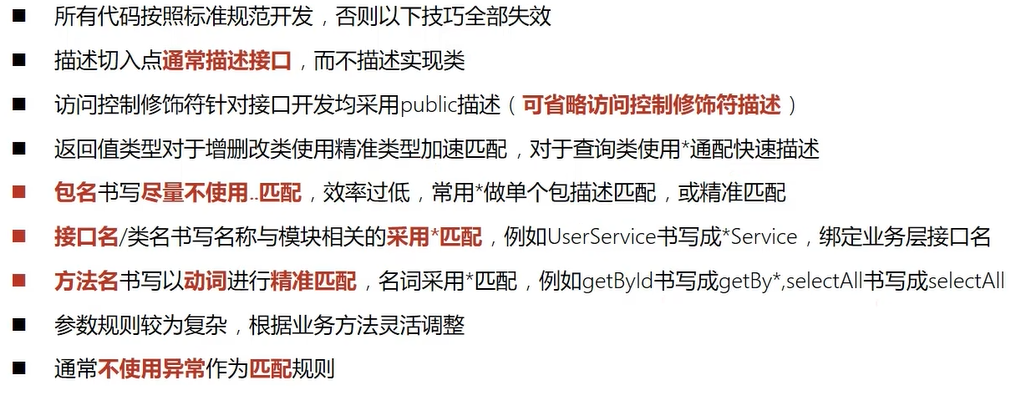 所有代码按照标准规范开发，否则以下技巧全部失效
描述切入点通常描述接口，而不描述实现类
访问控制修饰符针对接口开发均采用public描述（可省略访问控制修饰符描述）
返回值类型对于增删改类使用精准类型加速匹配，对于查询类使用*通配快速描述
包名书写尽量不使用..匹配，效率过低，常用*做单个包描述匹配，或精准匹配
接口名/类名书写名称与模块相关的采用*匹配，例如UserService书写成*Service，绑定业务层接口名
方法名书写以动词进行精准匹配，名词采用*匹配，例如getById书写成getBy*,selectAll书写成selectAll
参数规则较为复杂，根据业务方法灵活调整
通常不使用异常作为匹配规则